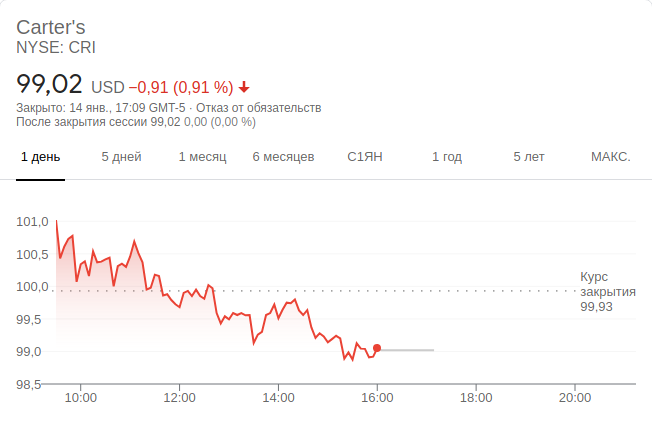 Carter's
NYSE: CRI
99,02 USD −0,91 (0,91 %)
Закрыто: 14 янв., 17:09 GMT-5 · Отказ от обязательств
После закрытия сессии 99,02 0,00 (0,00 %)
1 день 5 дней 1 месяц 6 месяцев С1ЯН 1 год 5 лет МАКС.
101,0
100,5
100,0
99,5
99,0
98,5
Курс
закрытия
99,93
10:00 12:00 14:00 16:00 18:00 20:00